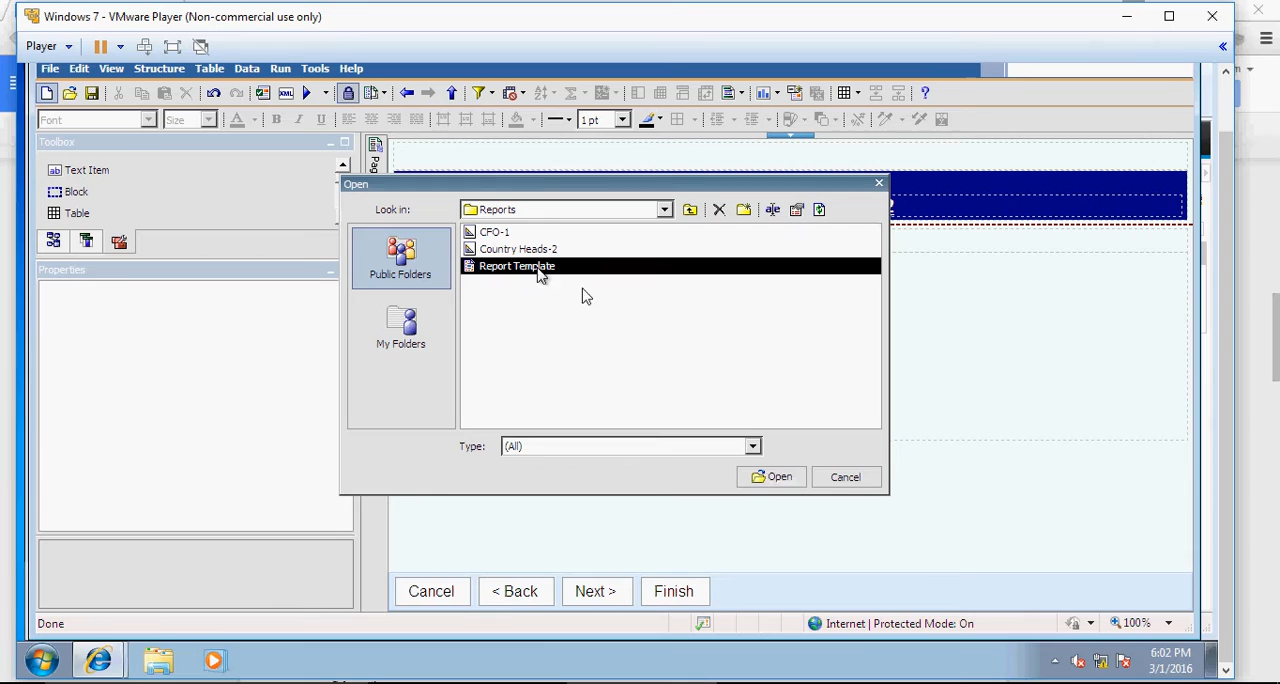 Windows 7 - VMware Player (Non-commercial use only)
Player
File Edit View Structure Table Data Run Tools Help
Font Size 1 pt
Toolbox
Text Item
Block
Table
Properties
Pag
Open
Look in: Reports
Public Folders
My Folders
CFO-1
Country Heads-2
Report Template
Type: (All)
Open Cancel
Cancel < Back Next > Finish
Done Internet | Protected Mode: On 100%
6:02 PM
3/1/2016